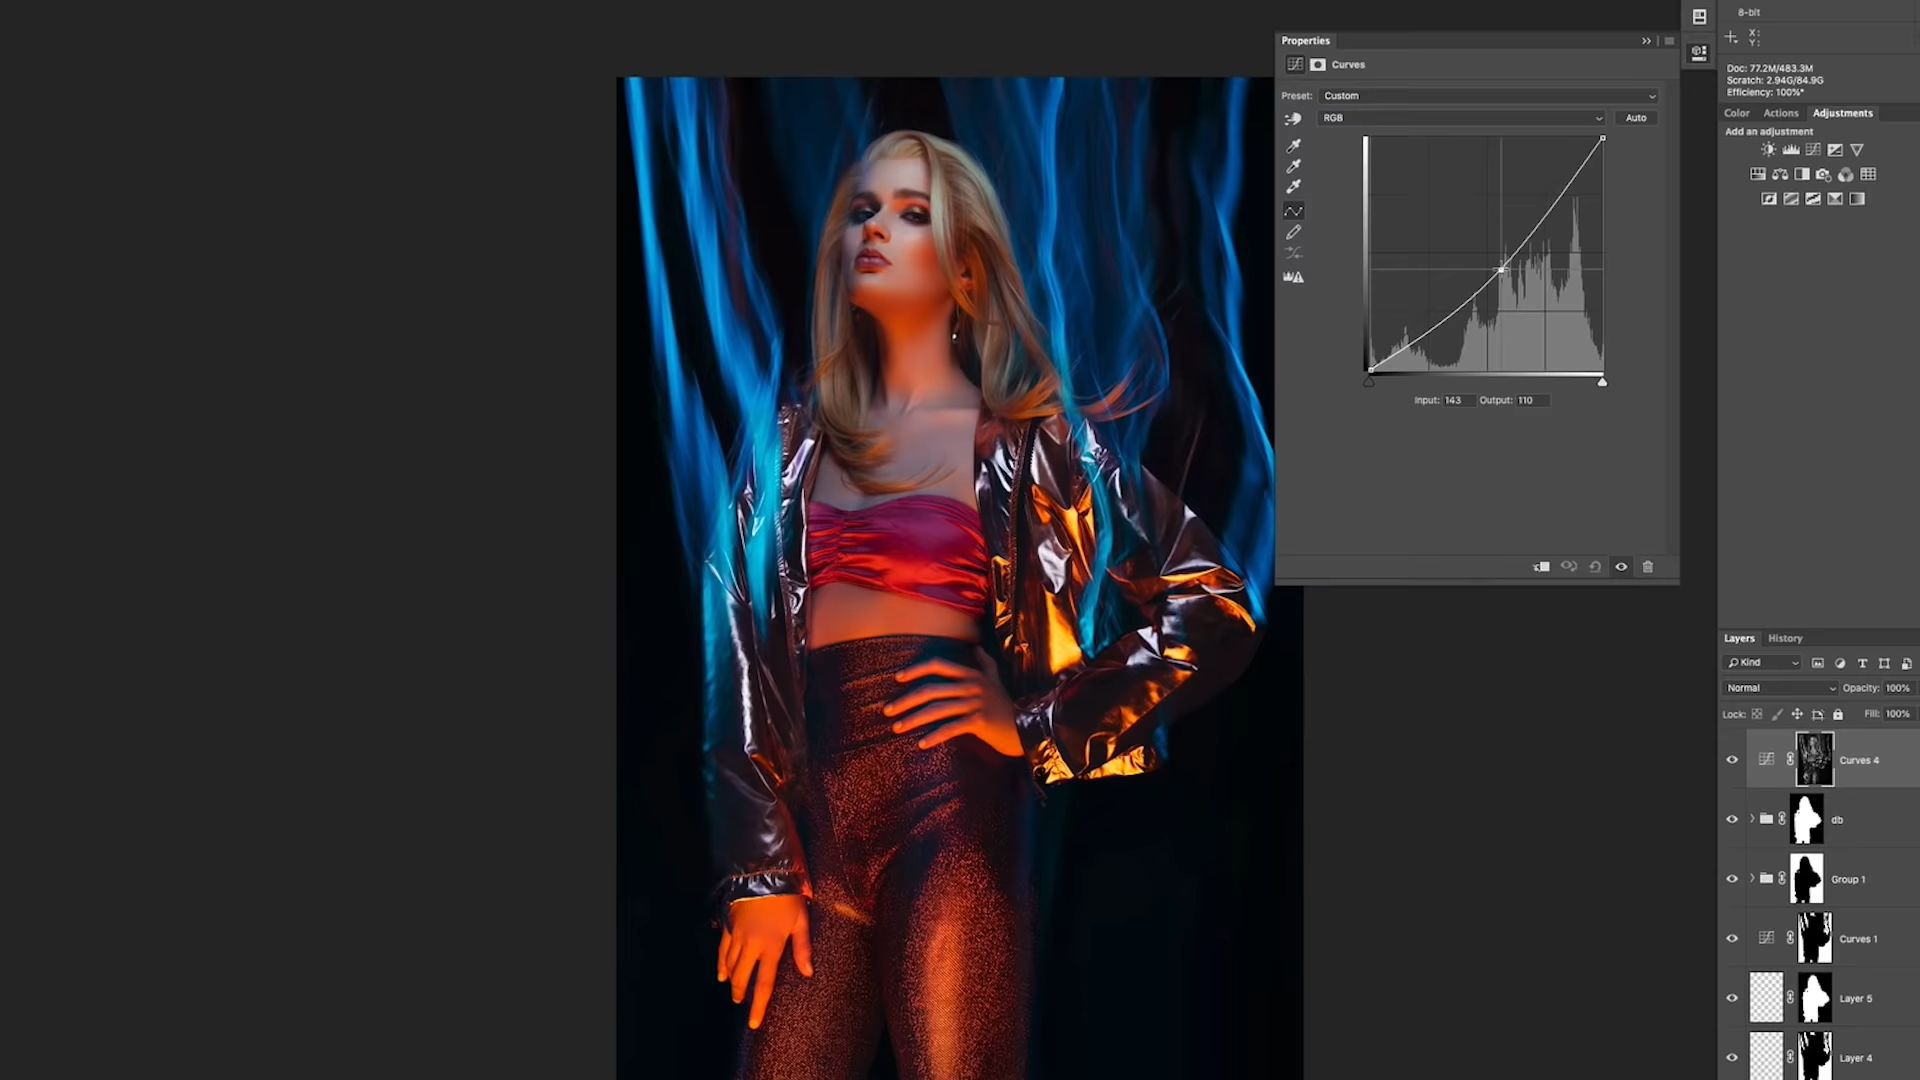 Properties
Curves
Preset: Custom
RGB
Auto
Input: 143 Output: 110
8-bit
X:
Y:
Doc: 77.2M/483.3M
Scratch: 2.94G/84.9G
Efficiency: 100%*
Color Actions Adjustments
Add an adjustment
Layers History
Kind
Normal Opacity: 100%
Lock: Fill: 100%
Curves 4
db
Group 1
Curves 1
Layer 5
Layer 4